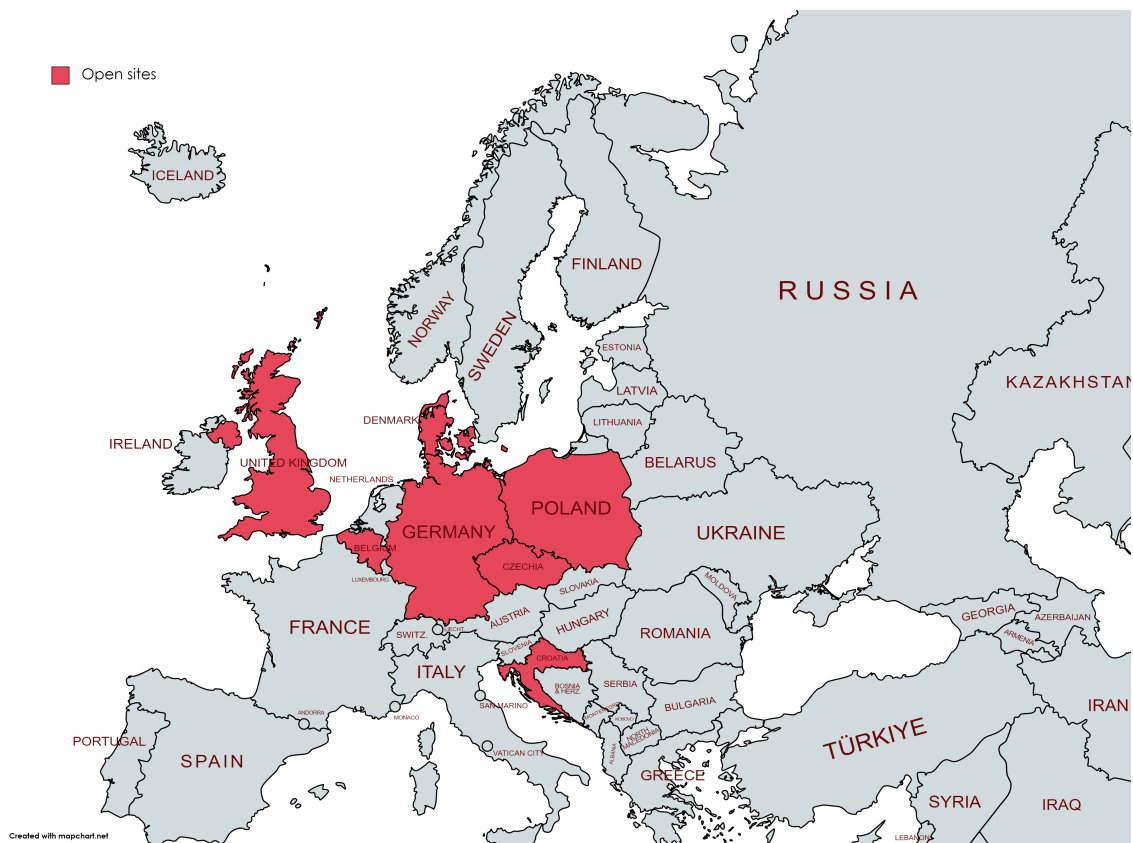 Open sites
ICELAND
FINLAND
RUSSIA
NORWAY
SWEDEN
ESTONIA
LATVIA
KAZAKHSTAN
LITHUANIA
DENMARK
IRELAND
UNITED KINGDOM
BELARUS
NETHERLANDS
POLAND
GERMANY
UKRAINE
BELGIUM
CZECHIA
LUXEMBOURG
SLOVAKIA
MOLDOVA
AUSTRIA
HUNGARY
FRANCE
SWITZ.
LIECHT.
ROMANIA
GEORGIA
AZERBAIJAN
ARMENIA
SLOVENIA
CROATIA
ITALY
BOSNIA
& HERZ.
SERBIA
SAN MARINO
BULGARIA
IRAN
ANDORRA
MONACO
MONTENEGRO
KOSOVO
NORTH
MACEDONIA
PORTUGAL
SPAIN
VATICAN CITY
ALBANIA
TÜRKIYE
GREECE
SYRIA
IRAQ
LEBANON
Created with mapchart.net